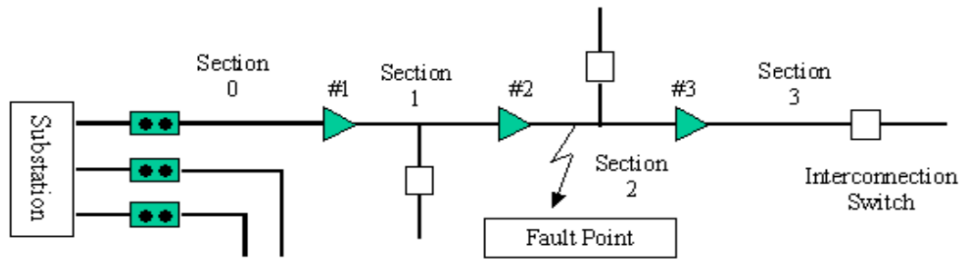 Section
0
#1
Section
1
#2
#3
Section
3
Substation
Section
2
Interconnection
Switch
Fault Point